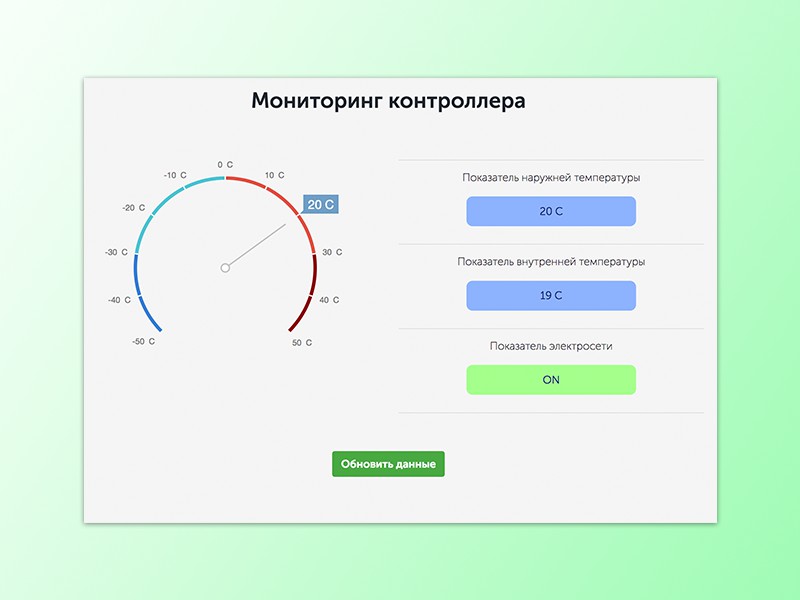 Мониторинг контроллера
0 C
-10 C
10 C
-20 C
20 C
-30 C
30 C
-40 C
40 C
-50 C
50 C
Показатель наружней температуры
20 C
Показатель внутренней температуры
19 C
Показатель электросети
ON
Обновить данные